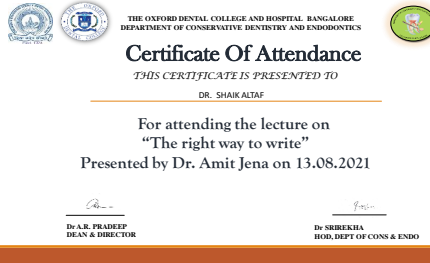 THE OXFORD DENTAL COLLEGE AND HOSPITAL BANGALORE
DEPARTMENT OF CONSERVATIVE DENTISTRY AND ENDODONTICS
Certificate Of Attendance
THIS CERTIFICATE IS PRESENTED TO
DR. SHAIK ALTAF
For attending the lecture on
“The right way to write”
Presented by Dr. Amit Jena on 13.08.2021
Dr A.R. PRADEEP
DEAN & DIRECTOR
Dr SRIREKHA
HOD, DEPT OF CONS & ENDO